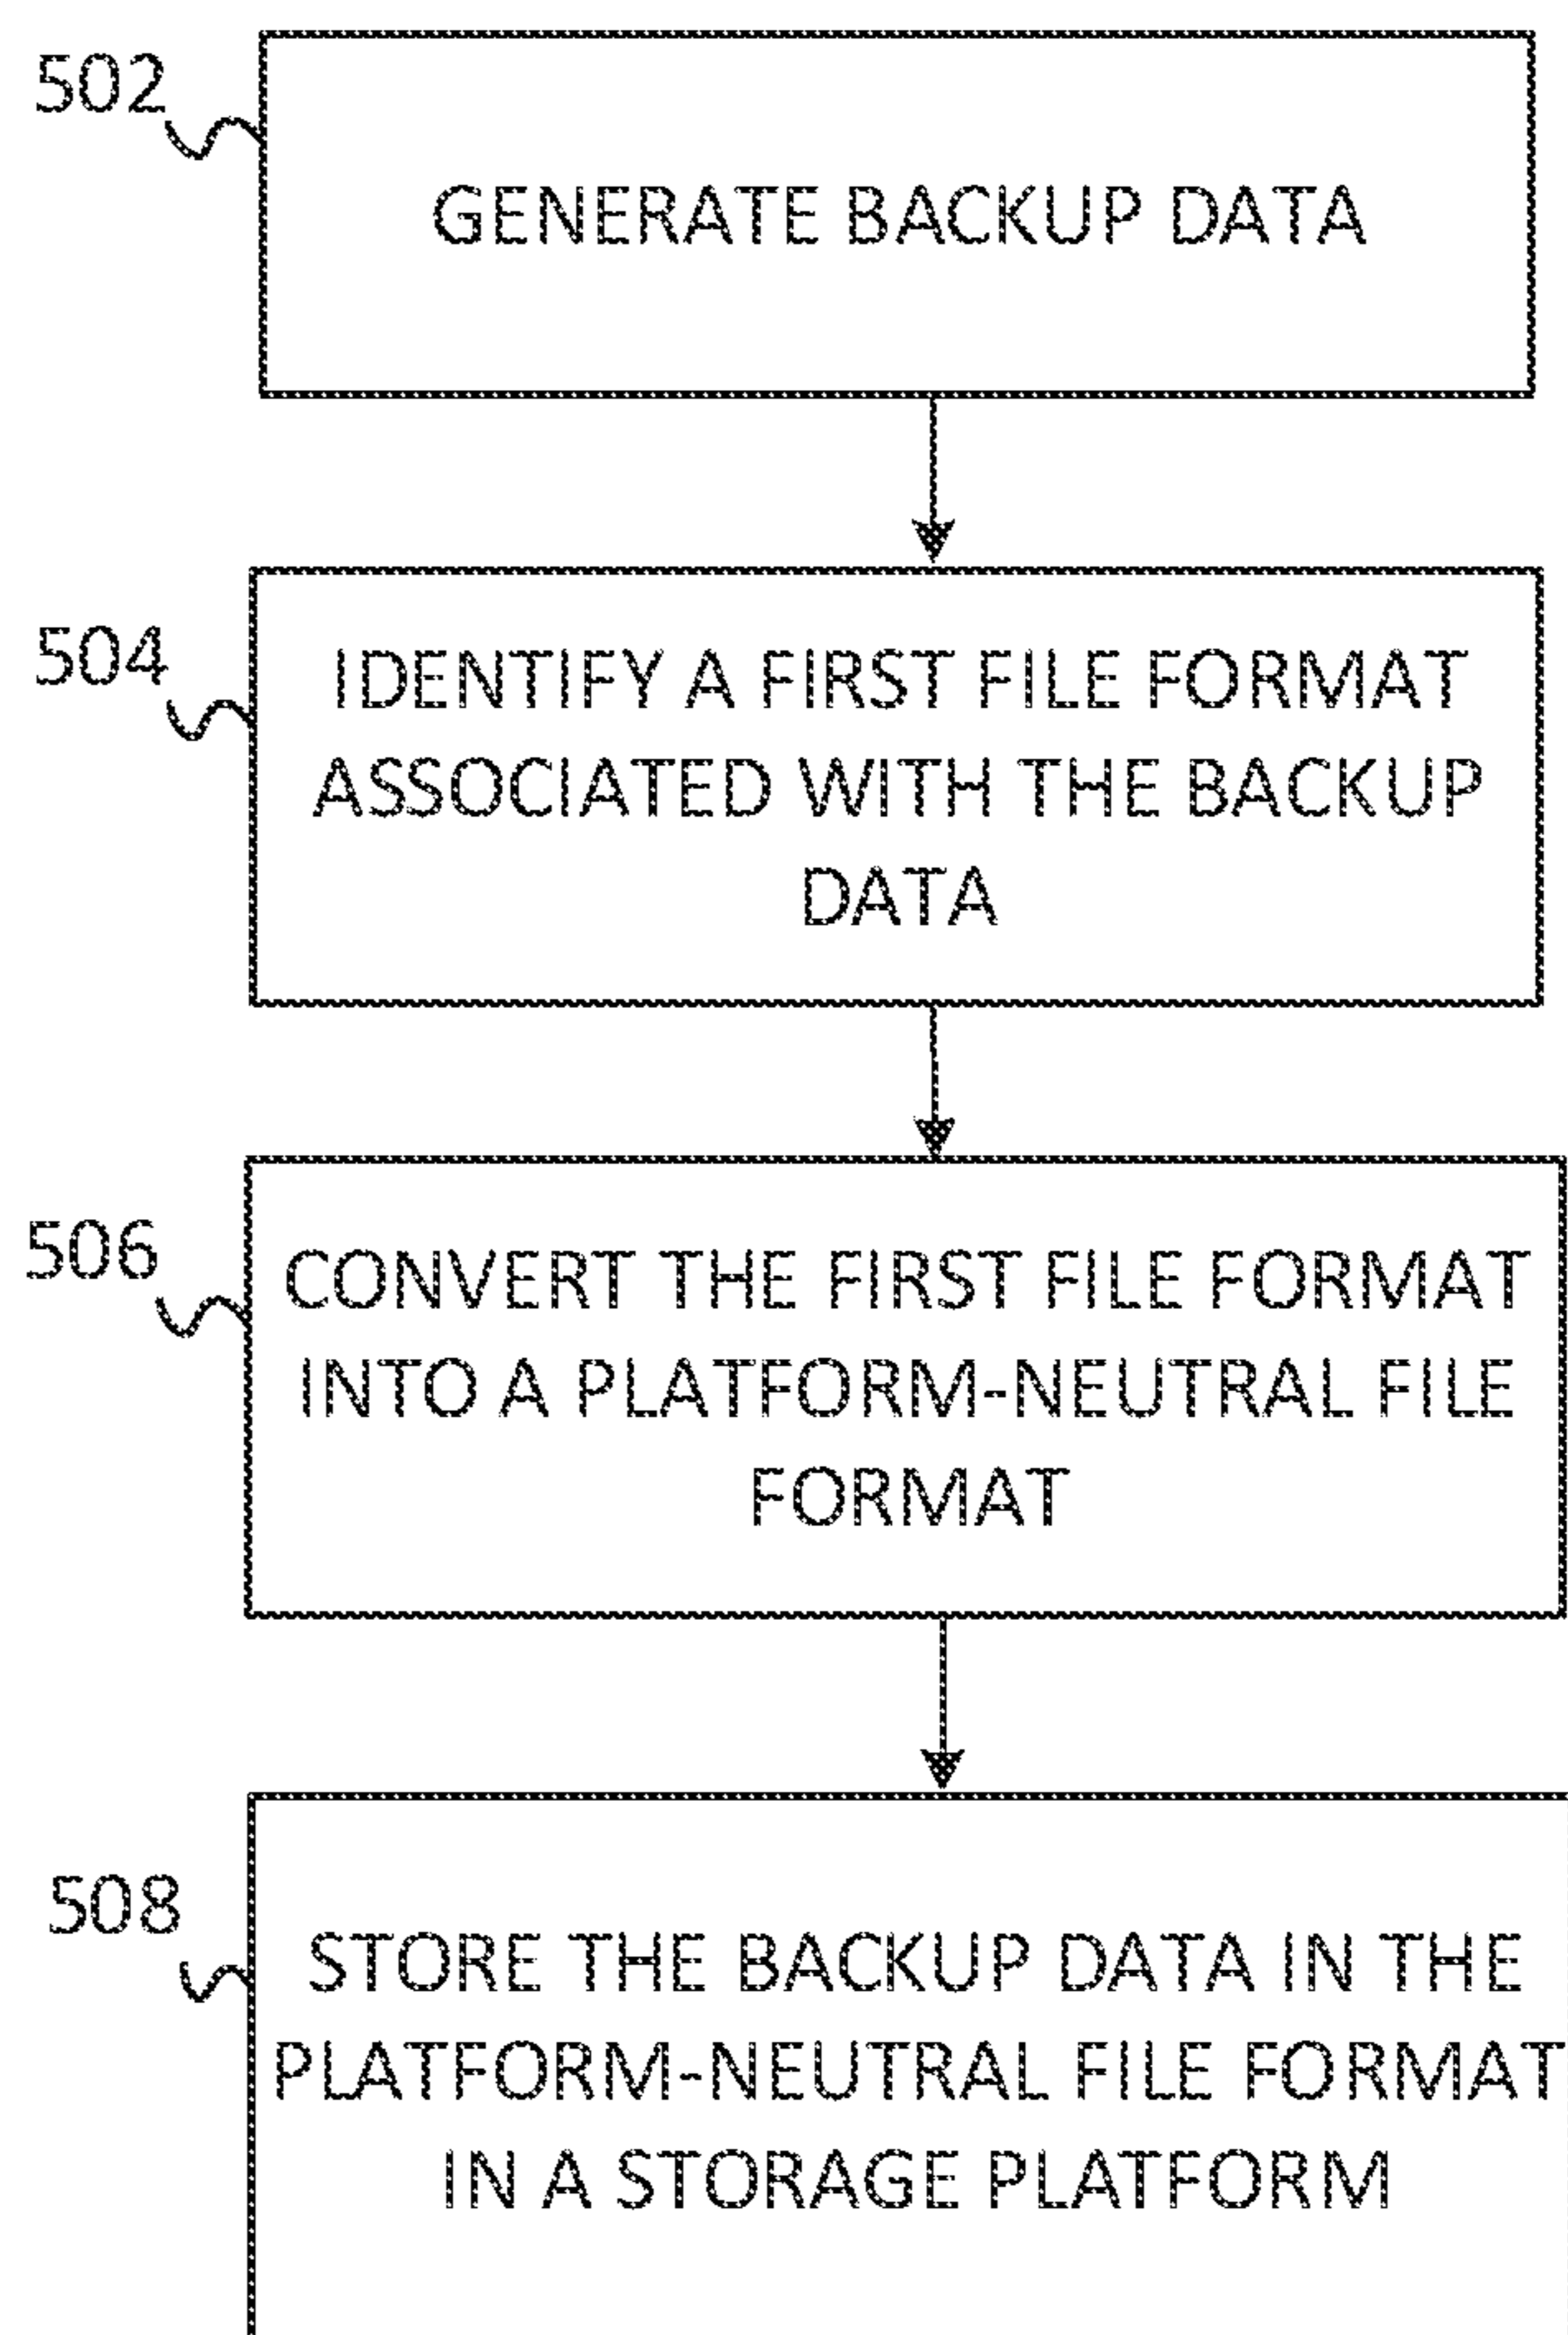 502
GENERATE BACKUP DATA
504
IDENTIFY A FIRST FILE FORMAT
ASSOCIATED WITH THE BACKUP
DATA
506
CONVERT THE FIRST FILE FORMAT
INTO A PLATFORM-NEUTRAL FILE
FORMAT
508
STORE THE BACKUP DATA IN THE
PLATFORM-NEUTRAL FILE FORMAT
IN A STORAGE PLATFORM